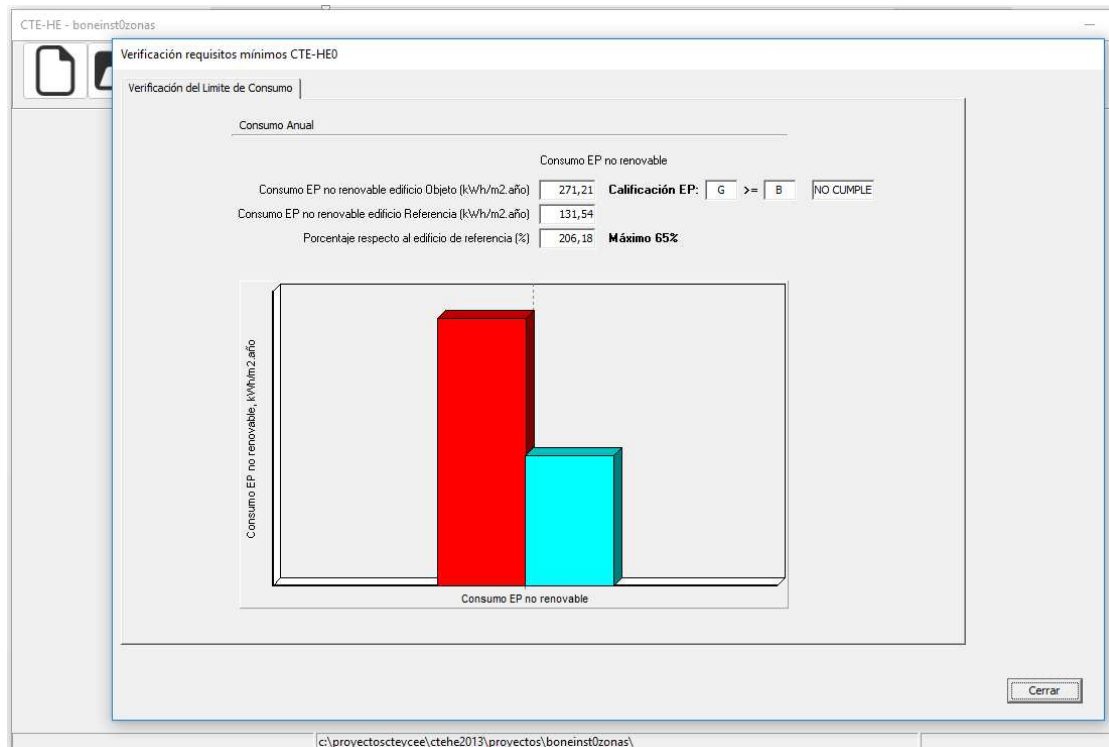 CTE-HE - boneinst0zonas
Verificación requisitos mínimos CTE-HE0
Verificación del Limite de Consumo
Consumo Anual
Consumo EP no renovable
Consumo EP no renovable edificio Objeto (kWh/m2.año) 271,21 Calificación EP: G >= B NO CUMPLE
Consumo EP no renovable edificio Referencia (kWh/m2.año) 131,54
Porcentaje respecto al edificio de referencia (%) 206,18 Máximo 65%
Consumo EP no renovable, kWh/m2.año
Consumo EP no renovable
Cerrar
c:\proyectoscteycee\ctehe2013\proyectos\boneinst0zonas\